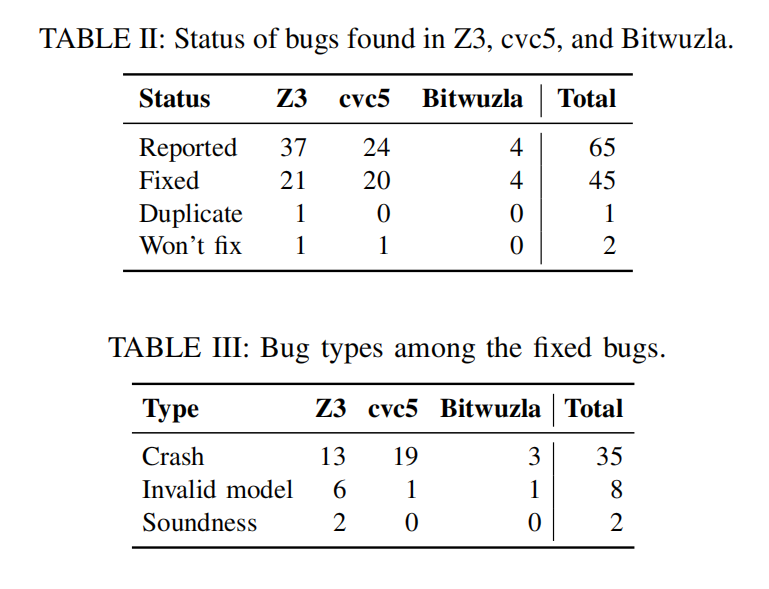 TABLE II: Status of bugs found in Z3, cvc5, and Bitwuzla.
Status Z3 cvc5 Bitwuzla Total
Reported 37 24 4 65
Fixed 21 20 4 45
Duplicate 1 0 0 1
Won't fix 1 1 0 2
TABLE III: Bug types among the fixed bugs.
Type Z3 cvc5 Bitwuzla Total
Crash 13 19 3 35
Invalid model 6 1 1 8
Soundness 2 0 0 2